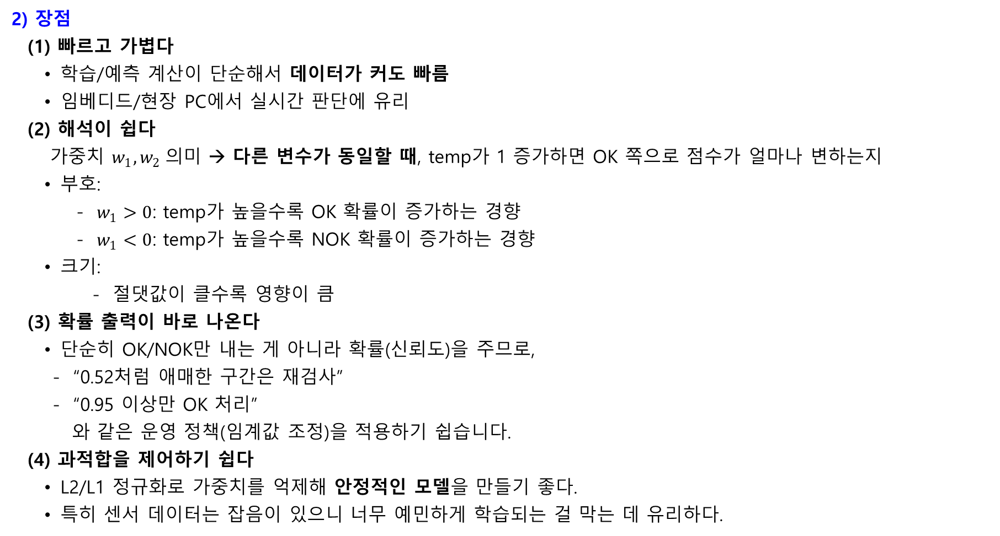 2) 장점
(1) 빠르고 가볍다
• 학습/예측 계산이 단순해서 데이터가 커도 빠름
• 임베디드/현장 PC에서 실시간 판단에 유리
(2) 해석이 쉽다
가중치 w₁,w₂ 의미 → 다른 변수가 동일할 때, temp가 1 증가하면 OK 쪽으로 점수가 얼마나 변하는지
• 부호:
- w₁ > 0: temp가 높을수록 OK 확률이 증가하는 경향
- w₁ < 0: temp가 높을수록 NOK 확률이 증가하는 경향
• 크기:
- 절댓값이 클수록 영향이 큼
(3) 확률 출력이 바로 나온다
• 단순히 OK/NOK만 내는 게 아니라 확률(신뢰도)을 주므로,
- “0.52처럼 애매한 구간은 재검사”
- “0.95 이상만 OK 처리”
와 같은 운영 정책(임계값 조정)을 적용하기 쉽습니다.
(4) 과적합을 제어하기 쉽다
• L2/L1 정규화로 가중치를 억제해 안정적인 모델을 만들기 좋다.
• 특히 센서 데이터는 잡음이 있으니 너무 예민하게 학습되는 걸 막는 데 유리하다.